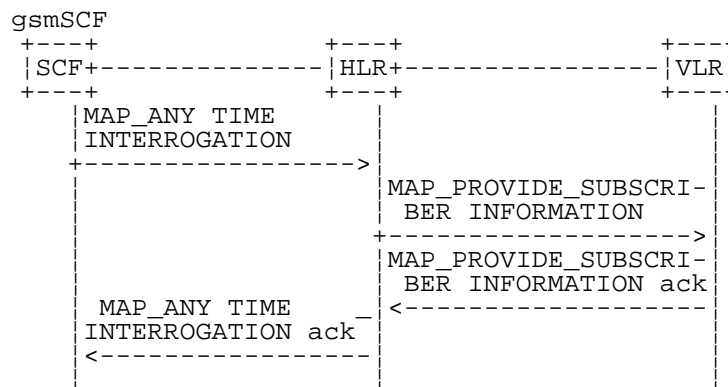 gsmSCF
SCF HLR VLR
MAP_ANY TIME
INTERROGATION
MAP_PROVIDE_SUBSCRI-
BER INFORMATION
MAP_PROVIDE_SUBSCRI-
BER INFORMATION ack
MAP_ANY TIME
INTERROGATION ack